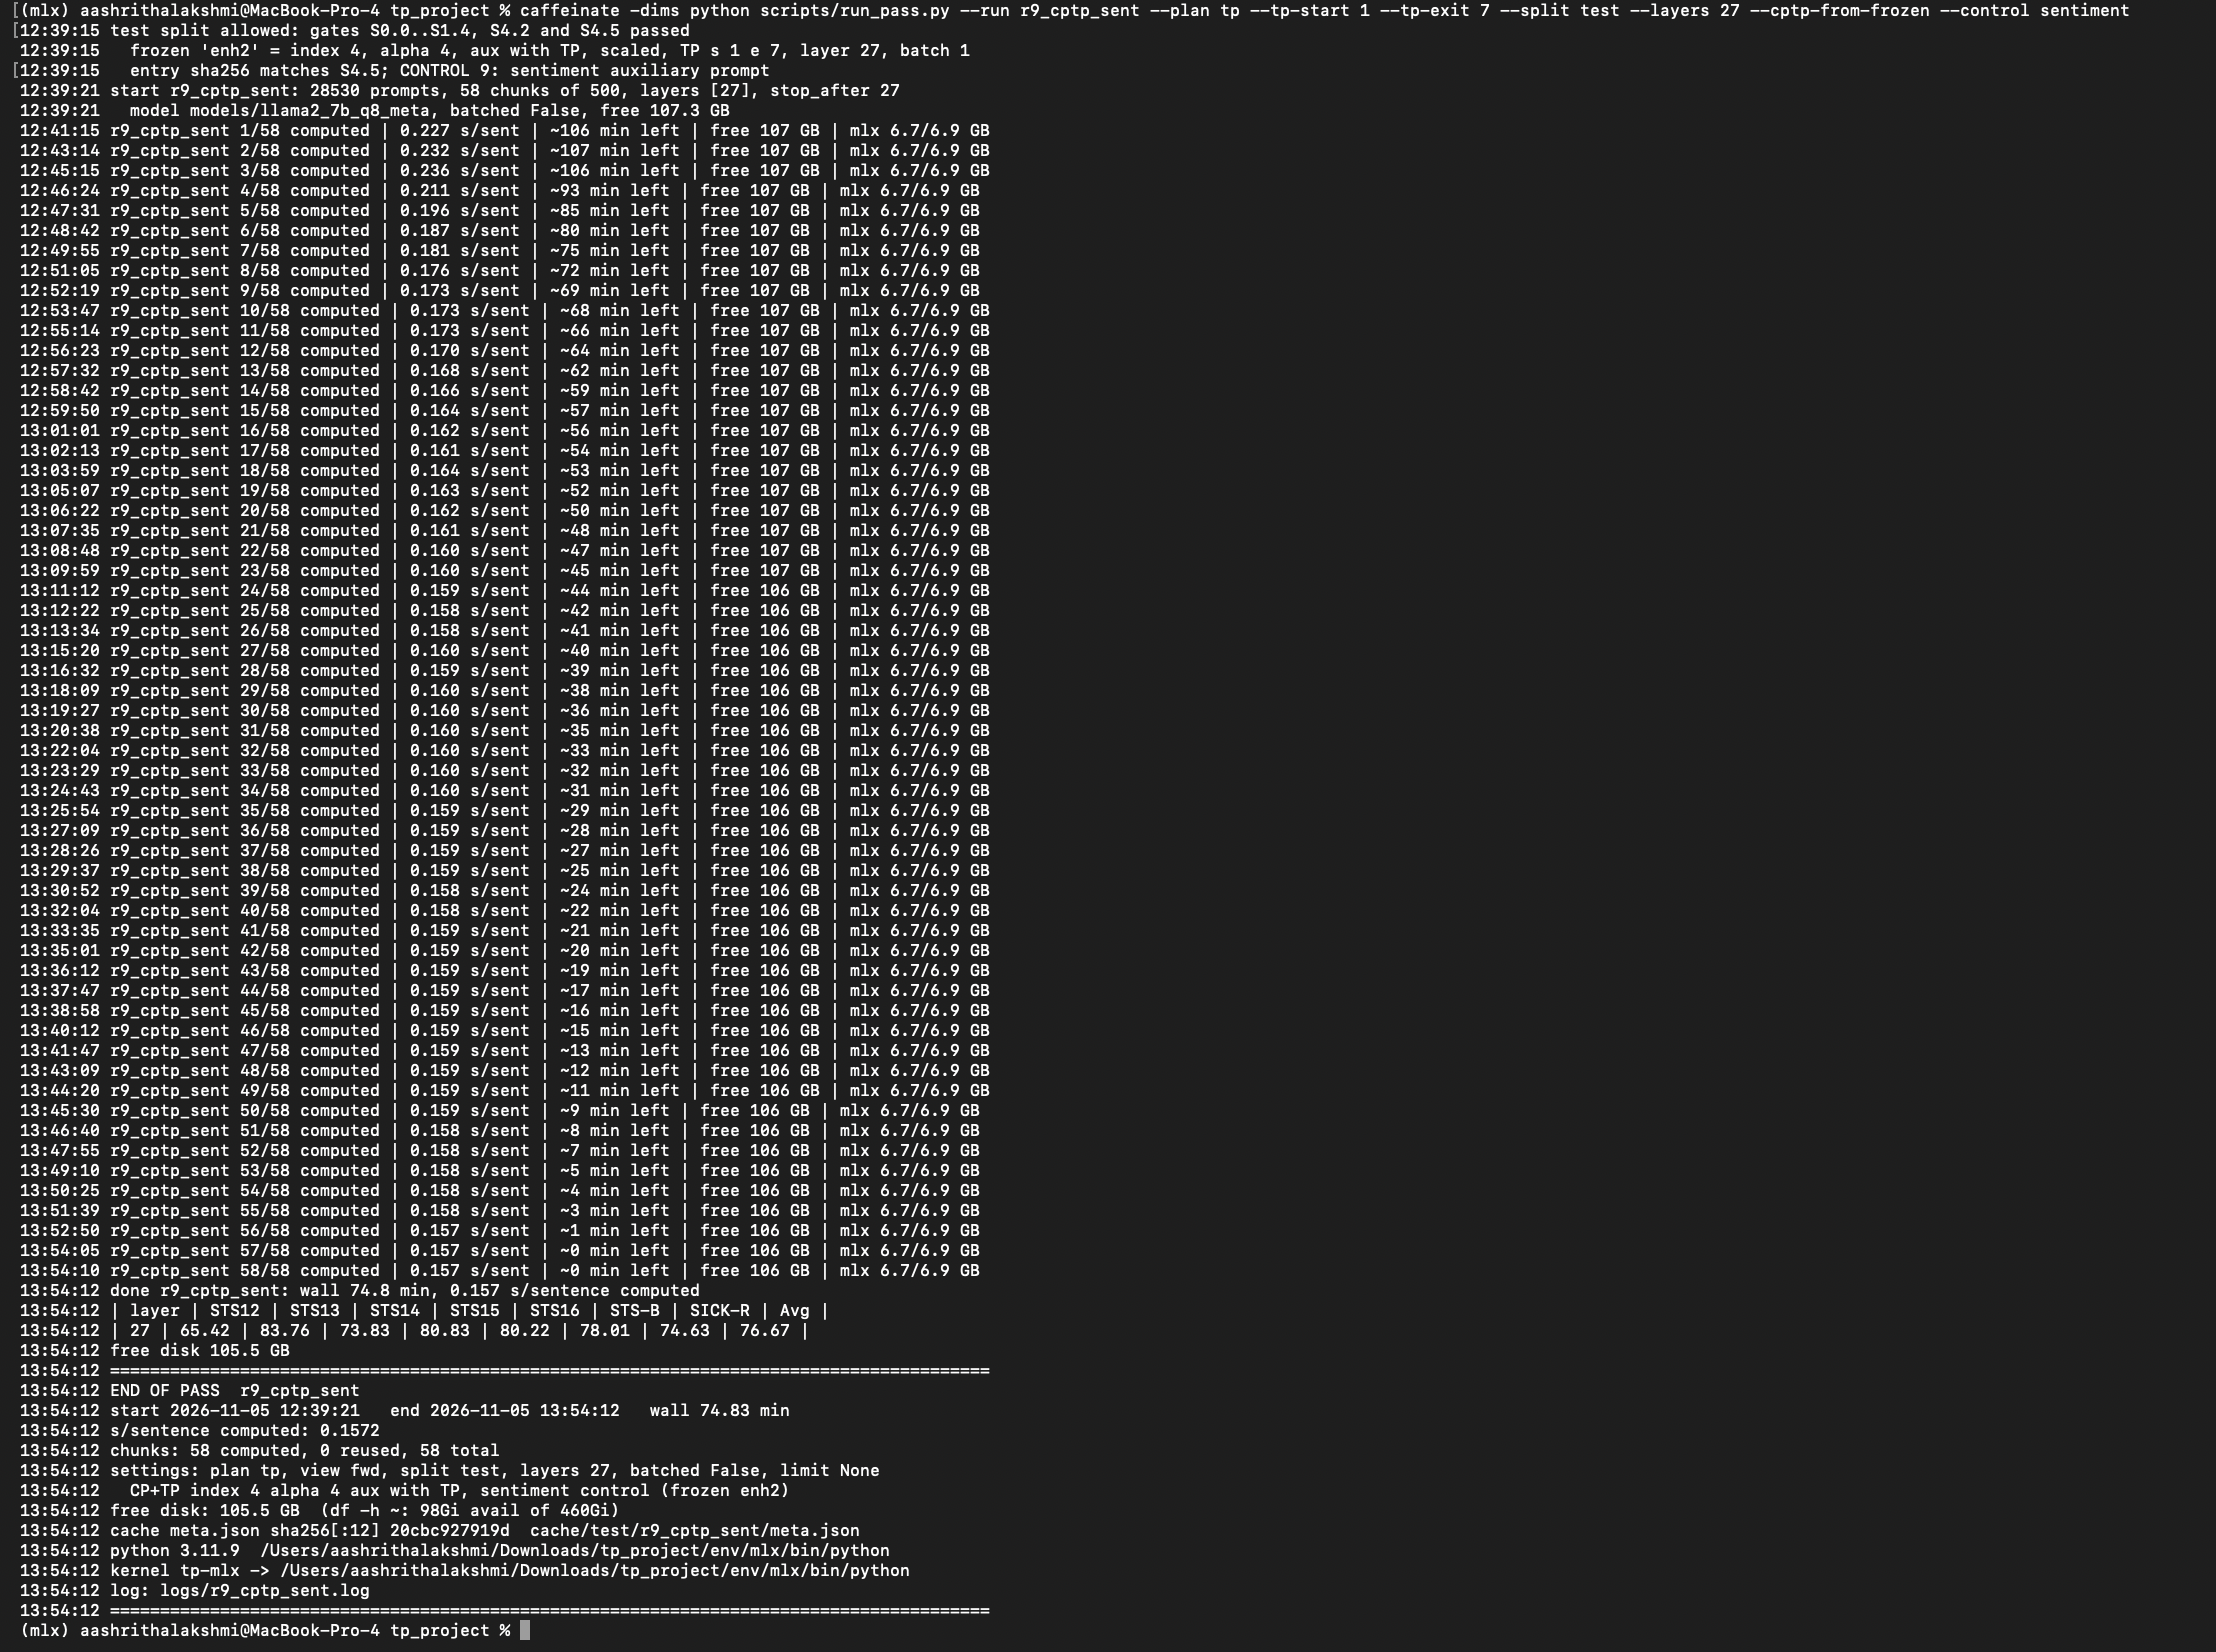 [(mlx) aashrithalakshmi@MacBook-Pro-4 tp_project % caffeinate -dims python scripts/run_pass.py --run r9_cptp_sent --plan tp --tp-start 1 --tp-exit 7 --split test --layers 27 --cptp-from-frozen --control sentiment
[12:39:15 test split allowed: gates S0.0..S1.4, S4.2 and S4.5 passed
12:39:15   frozen 'enh2' = index 4, alpha 4, aux with TP, scaled, TP s 1 e 7, layer 27, batch 1
[12:39:15   entry sha256 matches S4.5; CONTROL 9: sentiment auxiliary prompt
12:39:21 start r9_cptp_sent: 28530 prompts, 58 chunks of 500, layers [27], stop_after 27
12:39:21   model models/llama2_7b_q8_meta, batched False, free 107.3 GB
12:41:15 r9_cptp_sent 1/58 computed | 0.227 s/sent | ~106 min left | free 107 GB | mlx 6.7/6.9 GB
12:43:14 r9_cptp_sent 2/58 computed | 0.232 s/sent | ~107 min left | free 107 GB | mlx 6.7/6.9 GB
12:45:15 r9_cptp_sent 3/58 computed | 0.236 s/sent | ~106 min left | free 107 GB | mlx 6.7/6.9 GB
12:46:24 r9_cptp_sent 4/58 computed | 0.211 s/sent | ~93 min left | free 107 GB | mlx 6.7/6.9 GB
12:47:31 r9_cptp_sent 5/58 computed | 0.196 s/sent | ~85 min left | free 107 GB | mlx 6.7/6.9 GB
12:48:42 r9_cptp_sent 6/58 computed | 0.187 s/sent | ~80 min left | free 107 GB | mlx 6.7/6.9 GB
12:49:55 r9_cptp_sent 7/58 computed | 0.181 s/sent | ~75 min left | free 107 GB | mlx 6.7/6.9 GB
12:51:05 r9_cptp_sent 8/58 computed | 0.176 s/sent | ~72 min left | free 107 GB | mlx 6.7/6.9 GB
12:52:19 r9_cptp_sent 9/58 computed | 0.173 s/sent | ~69 min left | free 107 GB | mlx 6.7/6.9 GB
12:53:47 r9_cptp_sent 10/58 computed | 0.173 s/sent | ~68 min left | free 107 GB | mlx 6.7/6.9 GB
12:55:14 r9_cptp_sent 11/58 computed | 0.173 s/sent | ~66 min left | free 107 GB | mlx 6.7/6.9 GB
12:56:23 r9_cptp_sent 12/58 computed | 0.170 s/sent | ~64 min left | free 107 GB | mlx 6.7/6.9 GB
12:57:32 r9_cptp_sent 13/58 computed | 0.168 s/sent | ~62 min left | free 107 GB | mlx 6.7/6.9 GB
12:58:42 r9_cptp_sent 14/58 computed | 0.166 s/sent | ~59 min left | free 107 GB | mlx 6.7/6.9 GB
12:59:50 r9_cptp_sent 15/58 computed | 0.164 s/sent | ~57 min left | free 107 GB | mlx 6.7/6.9 GB
13:01:01 r9_cptp_sent 16/58 computed | 0.162 s/sent | ~56 min left | free 107 GB | mlx 6.7/6.9 GB
13:02:13 r9_cptp_sent 17/58 computed | 0.161 s/sent | ~54 min left | free 107 GB | mlx 6.7/6.9 GB
13:03:59 r9_cptp_sent 18/58 computed | 0.164 s/sent | ~53 min left | free 107 GB | mlx 6.7/6.9 GB
13:05:07 r9_cptp_sent 19/58 computed | 0.163 s/sent | ~52 min left | free 107 GB | mlx 6.7/6.9 GB
13:06:22 r9_cptp_sent 20/58 computed | 0.162 s/sent | ~50 min left | free 107 GB | mlx 6.7/6.9 GB
13:07:35 r9_cptp_sent 21/58 computed | 0.161 s/sent | ~48 min left | free 107 GB | mlx 6.7/6.9 GB
13:08:48 r9_cptp_sent 22/58 computed | 0.160 s/sent | ~47 min left | free 107 GB | mlx 6.7/6.9 GB
13:09:59 r9_cptp_sent 23/58 computed | 0.160 s/sent | ~45 min left | free 107 GB | mlx 6.7/6.9 GB
13:11:12 r9_cptp_sent 24/58 computed | 0.159 s/sent | ~44 min left | free 106 GB | mlx 6.7/6.9 GB
13:12:22 r9_cptp_sent 25/58 computed | 0.158 s/sent | ~42 min left | free 106 GB | mlx 6.7/6.9 GB
13:13:34 r9_cptp_sent 26/58 computed | 0.158 s/sent | ~41 min left | free 106 GB | mlx 6.7/6.9 GB
13:15:20 r9_cptp_sent 27/58 computed | 0.160 s/sent | ~40 min left | free 106 GB | mlx 6.7/6.9 GB
13:16:32 r9_cptp_sent 28/58 computed | 0.159 s/sent | ~39 min left | free 106 GB | mlx 6.7/6.9 GB
13:18:09 r9_cptp_sent 29/58 computed | 0.160 s/sent | ~38 min left | free 106 GB | mlx 6.7/6.9 GB
13:19:27 r9_cptp_sent 30/58 computed | 0.160 s/sent | ~36 min left | free 106 GB | mlx 6.7/6.9 GB
13:20:38 r9_cptp_sent 31/58 computed | 0.160 s/sent | ~35 min left | free 106 GB | mlx 6.7/6.9 GB
13:22:04 r9_cptp_sent 32/58 computed | 0.160 s/sent | ~33 min left | free 106 GB | mlx 6.7/6.9 GB
13:23:29 r9_cptp_sent 33/58 computed | 0.160 s/sent | ~32 min left | free 106 GB | mlx 6.7/6.9 GB
13:24:43 r9_cptp_sent 34/58 computed | 0.160 s/sent | ~31 min left | free 106 GB | mlx 6.7/6.9 GB
13:25:54 r9_cptp_sent 35/58 computed | 0.159 s/sent | ~29 min left | free 106 GB | mlx 6.7/6.9 GB
13:27:09 r9_cptp_sent 36/58 computed | 0.159 s/sent | ~28 min left | free 106 GB | mlx 6.7/6.9 GB
13:28:26 r9_cptp_sent 37/58 computed | 0.159 s/sent | ~27 min left | free 106 GB | mlx 6.7/6.9 GB
13:29:37 r9_cptp_sent 38/58 computed | 0.159 s/sent | ~25 min left | free 106 GB | mlx 6.7/6.9 GB
13:30:52 r9_cptp_sent 39/58 computed | 0.158 s/sent | ~24 min left | free 106 GB | mlx 6.7/6.9 GB
13:32:04 r9_cptp_sent 40/58 computed | 0.158 s/sent | ~22 min left | free 106 GB | mlx 6.7/6.9 GB
13:33:35 r9_cptp_sent 41/58 computed | 0.159 s/sent | ~21 min left | free 106 GB | mlx 6.7/6.9 GB
13:35:01 r9_cptp_sent 42/58 computed | 0.159 s/sent | ~20 min left | free 106 GB | mlx 6.7/6.9 GB
13:36:12 r9_cptp_sent 43/58 computed | 0.159 s/sent | ~19 min left | free 106 GB | mlx 6.7/6.9 GB
13:37:47 r9_cptp_sent 44/58 computed | 0.159 s/sent | ~17 min left | free 106 GB | mlx 6.7/6.9 GB
13:38:58 r9_cptp_sent 45/58 computed | 0.159 s/sent | ~16 min left | free 106 GB | mlx 6.7/6.9 GB
13:40:12 r9_cptp_sent 46/58 computed | 0.159 s/sent | ~15 min left | free 106 GB | mlx 6.7/6.9 GB
13:41:47 r9_cptp_sent 47/58 computed | 0.159 s/sent | ~13 min left | free 106 GB | mlx 6.7/6.9 GB
13:43:09 r9_cptp_sent 48/58 computed | 0.159 s/sent | ~12 min left | free 106 GB | mlx 6.7/6.9 GB
13:44:20 r9_cptp_sent 49/58 computed | 0.159 s/sent | ~11 min left | free 106 GB | mlx 6.7/6.9 GB
13:45:30 r9_cptp_sent 50/58 computed | 0.159 s/sent | ~9 min left | free 106 GB | mlx 6.7/6.9 GB
13:46:40 r9_cptp_sent 51/58 computed | 0.158 s/sent | ~8 min left | free 106 GB | mlx 6.7/6.9 GB
13:47:55 r9_cptp_sent 52/58 computed | 0.158 s/sent | ~7 min left | free 106 GB | mlx 6.7/6.9 GB
13:49:10 r9_cptp_sent 53/58 computed | 0.158 s/sent | ~5 min left | free 106 GB | mlx 6.7/6.9 GB
13:50:25 r9_cptp_sent 54/58 computed | 0.158 s/sent | ~4 min left | free 106 GB | mlx 6.7/6.9 GB
13:51:39 r9_cptp_sent 55/58 computed | 0.158 s/sent | ~3 min left | free 106 GB | mlx 6.7/6.9 GB
13:52:50 r9_cptp_sent 56/58 computed | 0.157 s/sent | ~1 min left | free 106 GB | mlx 6.7/6.9 GB
13:54:05 r9_cptp_sent 57/58 computed | 0.157 s/sent | ~0 min left | free 106 GB | mlx 6.7/6.9 GB
13:54:10 r9_cptp_sent 58/58 computed | 0.157 s/sent | ~0 min left | free 106 GB | mlx 6.7/6.9 GB
13:54:12 done r9_cptp_sent: wall 74.8 min, 0.157 s/sentence computed
13:54:12 | layer | STS12 | STS13 | STS14 | STS15 | STS16 | STS-B | SICK-R | Avg |
13:54:12 | 27 | 65.42 | 83.76 | 73.83 | 80.83 | 80.22 | 78.01 | 74.63 | 76.67 |
13:54:12 free disk 105.5 GB
13:54:12 ========================================================================================
13:54:12 END OF PASS  r9_cptp_sent
13:54:12 start 2026-11-05 12:39:21   end 2026-11-05 13:54:12   wall 74.83 min
13:54:12 s/sentence computed: 0.1572
13:54:12 chunks: 58 computed, 0 reused, 58 total
13:54:12 settings: plan tp, view fwd, split test, layers 27, batched False, limit None
13:54:12   CP+TP index 4 alpha 4 aux with TP, sentiment control (frozen enh2)
13:54:12 free disk: 105.5 GB  (df -h ~: 98Gi avail of 460Gi)
13:54:12 cache meta.json sha256[:12] 20cbc927919d  cache/test/r9_cptp_sent/meta.json
13:54:12 python 3.11.9  /Users/aashrithalakshmi/Downloads/tp_project/env/mlx/bin/python
13:54:12 kernel tp-mlx -> /Users/aashrithalakshmi/Downloads/tp_project/env/mlx/bin/python
13:54:12 log: logs/r9_cptp_sent.log
13:54:12 ========================================================================================
(mlx) aashrithalakshmi@MacBook-Pro-4 tp_project %